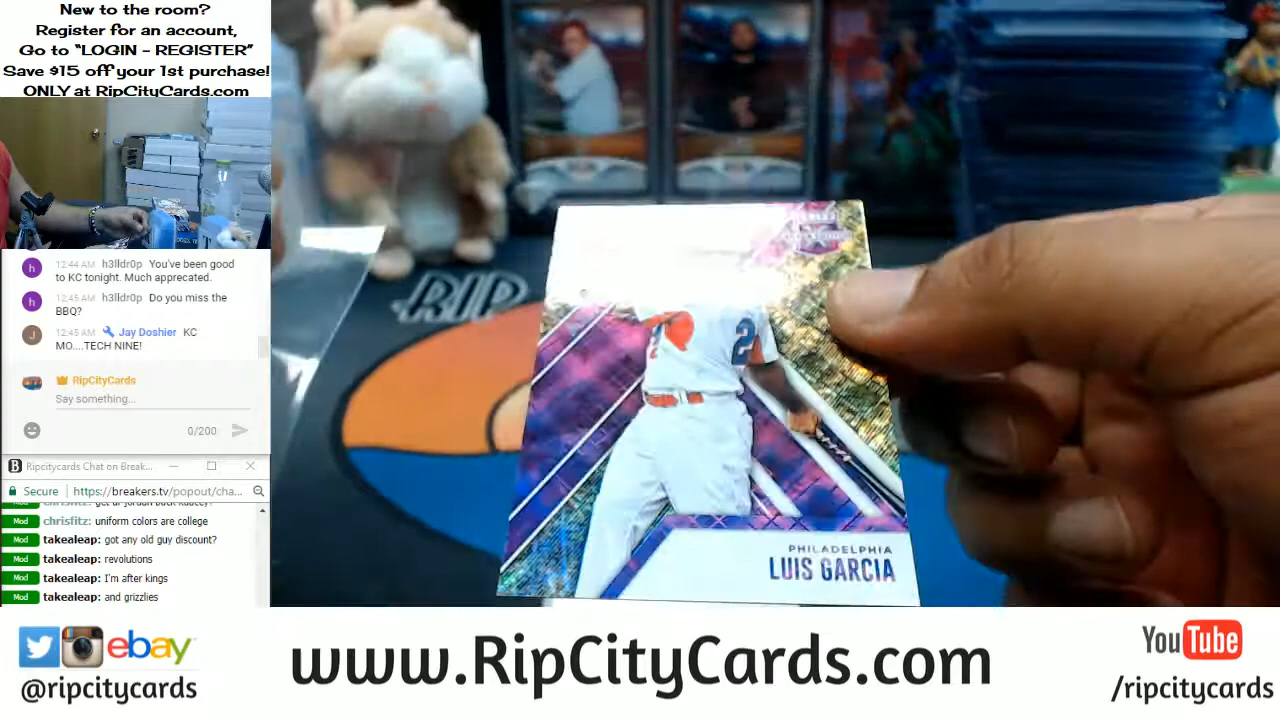 New to the room?
Register for an account,
Go to “LOGIN - REGISTER”
Save $15 off your 1st purchase!
ONLY at RipCityCards.com
h
12:44 AM h3lldr0p You've been good
to KC tonight. Much apprecated.
h
12:45 AM h3lldr0p Do you miss the
BBQ?
J
12:45 AM Jay Doshier KC
MO....TECH NINE!
RipCityCards
Say something...
0/200
B Ripcitycards Chat on Break...
Secure https://breakers.tv/popout/cha...
Mod chrisfitz: uniform colors are college
Mod takealeap: got any old guy discount?
Mod takealeap: revolutions
Mod takealeap: I'm after kings
Mod takealeap: and grizzlies
RIP
2
PHILADELPHIA
LUIS GARCIA
ebay
@ripcitycards
www.RipCityCards.com
YouTube
/ripcitycards